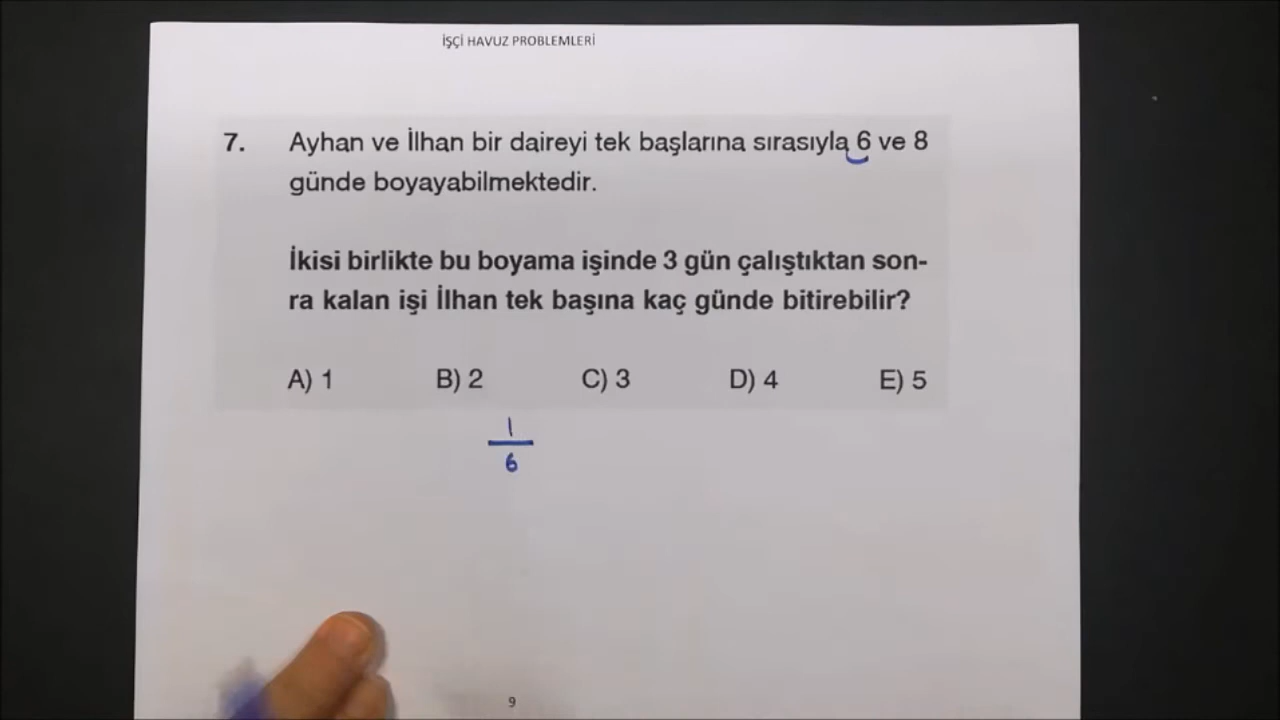 İŞÇİ HAVUZ PROBLEMLERİ
7. Ayhan ve İlhan bir daireyi tek başlarına sırasıyla 6 ve 8
günde boyayabilmektedir.
İkisi birlikte bu boyama işinde 3 gün çalıştıktan son-
ra kalan işi İlhan tek başına kaç günde bitirebilir?
A) 1 B) 2 C) 3 D) 4 E) 5
1
6
9